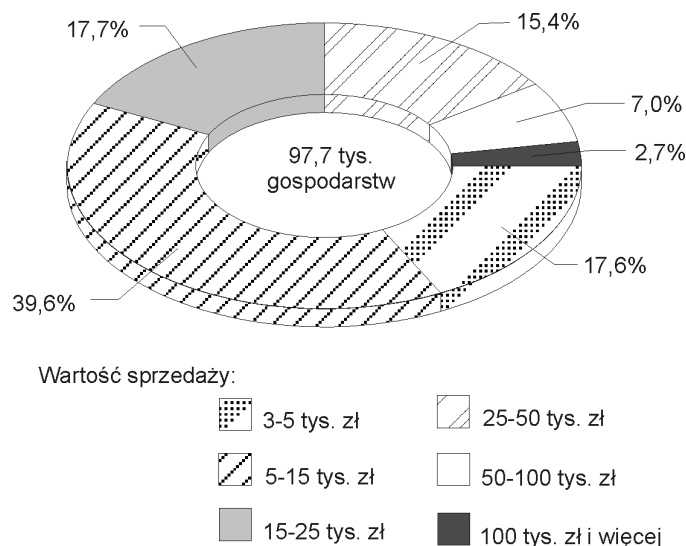 17,7%
15,4%
7,0%
2,7%
97,7 tys.
gospodarstw
17,6%
39,6%
Wartość sprzedaży:
3-5 tys. zł
25-50 tys. zł
5-15 tys. zł
50-100 tys. zł
15-25 tys. zł
100 tys. zł i więcej